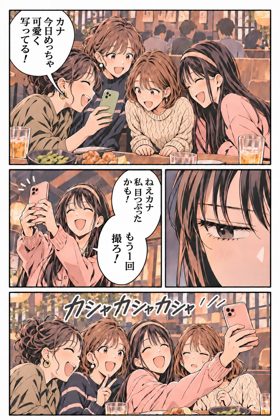 カナ
今日めっちゃ
可愛く
写ってる！
ねえカナ
私目つぶった
かも！
もう1回
撮ろ！
カシャカシャカシャ